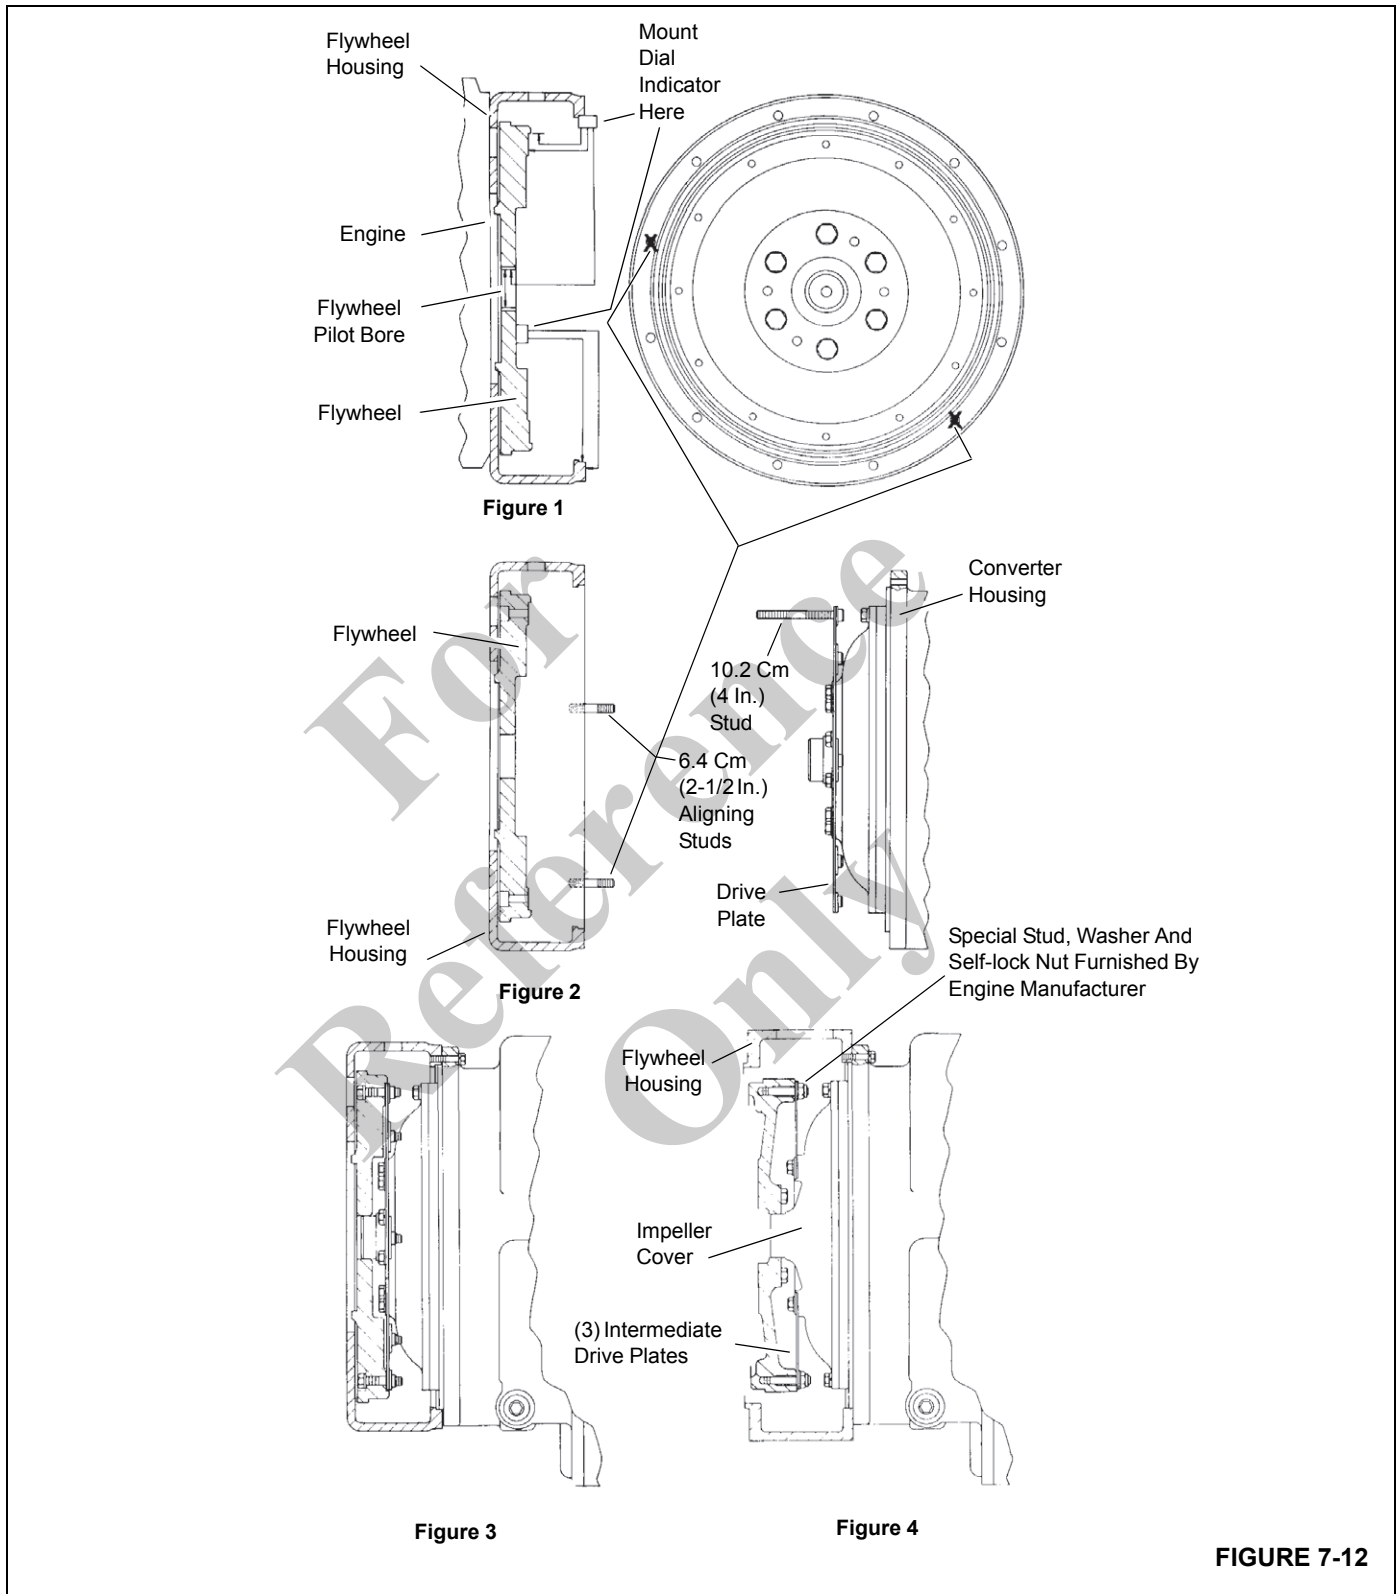 Flywheel
Housing
Mount
Dial
Indicator
Here
Engine
Flywheel
Pilot Bore
Flywheel
Figure 1
Flywheel
10.2 Cm
(4 In.)
Stud
Converter
Housing
6.4 Cm
(2-1/2 In.)
Aligning
Studs
Drive
Plate
Flywheel
Housing
Figure 2
Special Stud, Washer And
Self-lock Nut Furnished By
Engine Manufacturer
Flywheel
Housing
Impeller
Cover
(3) Intermediate
Drive Plates
Figure 3
Figure 4
FIGURE 7-12
For
Reference
Only